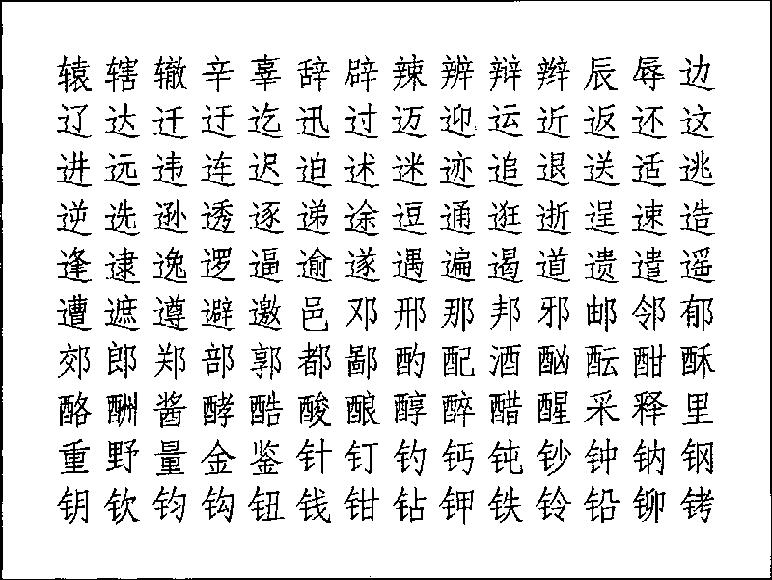 辕辖辙辛辜辞辟辣辨辩辫辰辱边
辽达迁迂迄迅过迈迎运近返还这
进远违连迟迫述迷迹追退送适逃
逆选逊透逐递途逗通逛逝逞速造
逢逮逸逻逼逾遂遇遍遏道遗遣遥
遭遮遵避邀邑邓邢那邦邪邮邻郁
郊郎郑部郭都鄙酌配酒酗酝酣酥
酪酬酱酵酷酸酿醇醉醋醒采释里
重野量金鉴针钉钓钙钝钞钟钠钢
钥钦钧钩钮钱钳钻钾铁铃铅铆铐